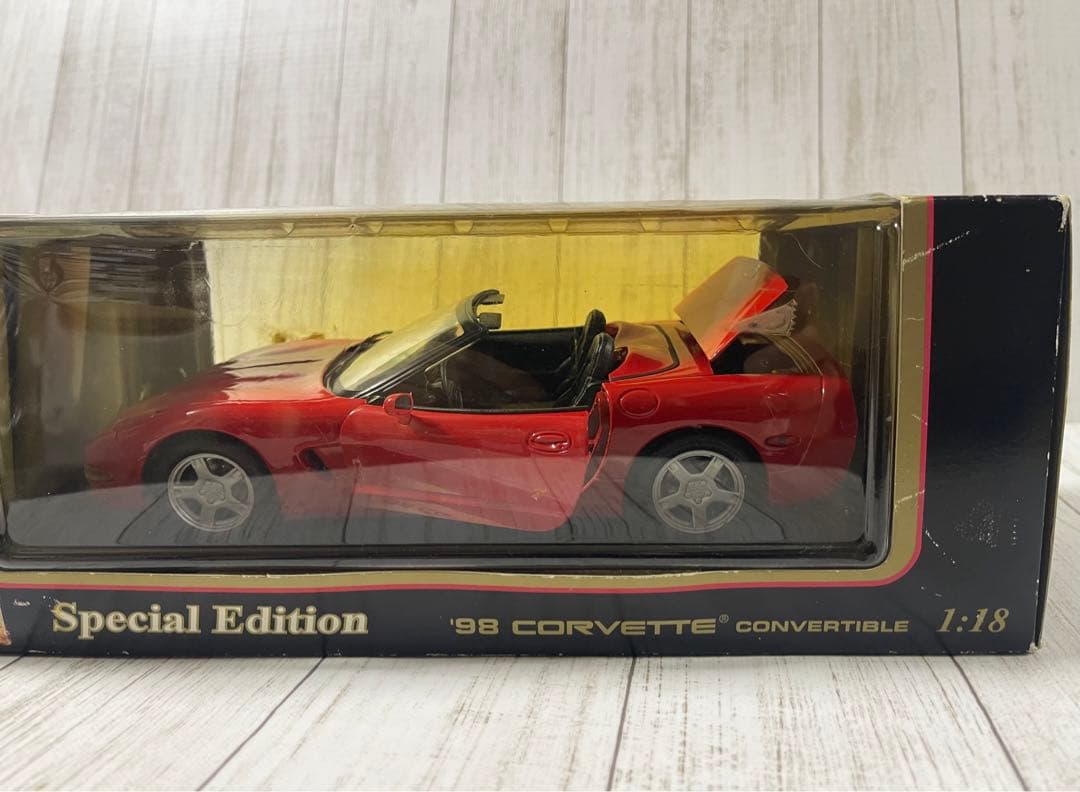 Special Edition '98 CORVETTE® CONVERTIBLE 1:18